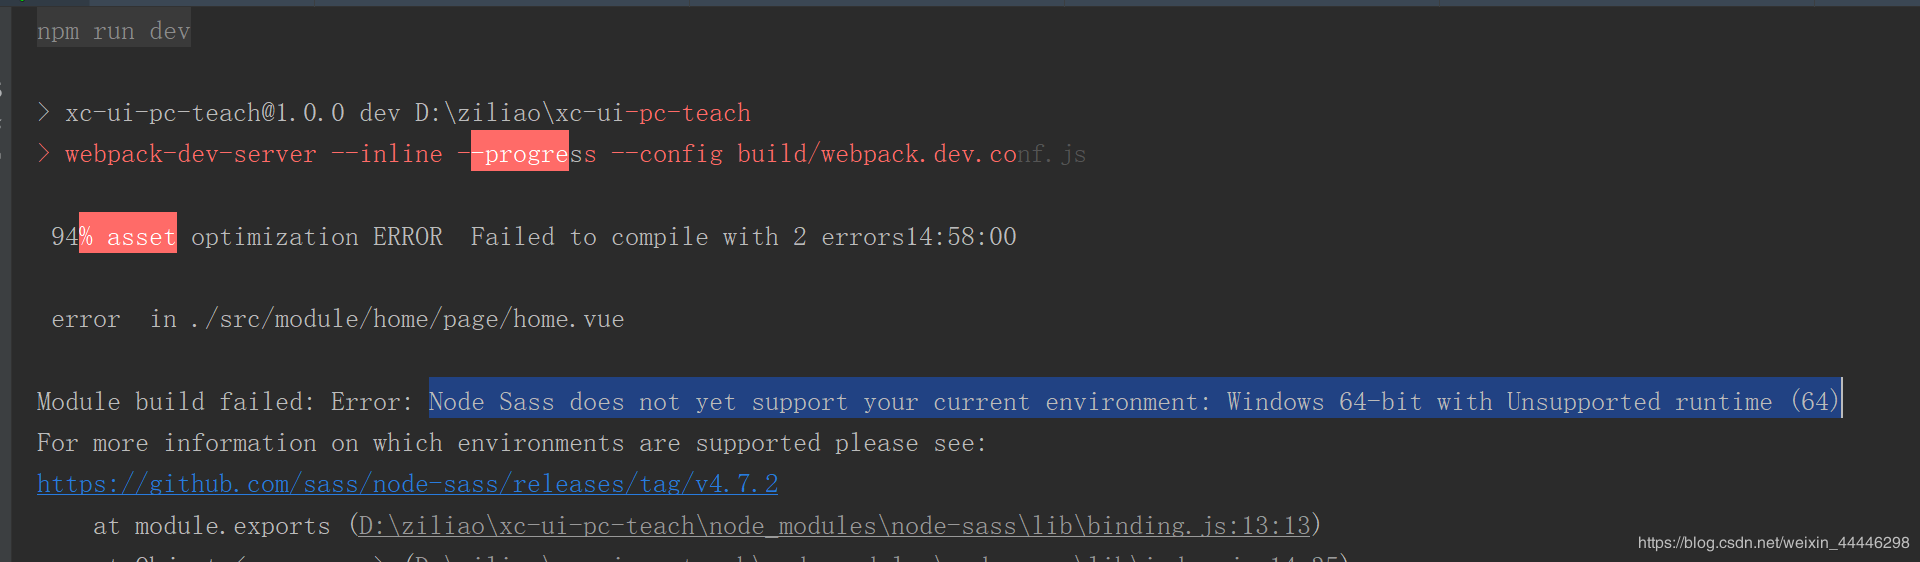 npm run dev
> xc-ui-pc-teach@1.0.0 dev D:\ziliao\xc-ui-pc-teach
> webpack-dev-server --inline --progress --config build/webpack.dev.conf.js
94% asset optimization ERROR  Failed to compile with 2 errors14:58:00
error  in ./src/module/home/page/home.vue
Module build failed: Error: Node Sass does not yet support your current environment: Windows 64-bit with Unsupported runtime (64)
For more information on which environments are supported please see:
https://github.com/sass/node-sass/releases/tag/v4.7.2
at module.exports (D:\ziliao\xc-ui-pc-teach\node_modules\node-sass\lib\binding.js:13:13)
https://blog.csdn.net/weixin_44446298